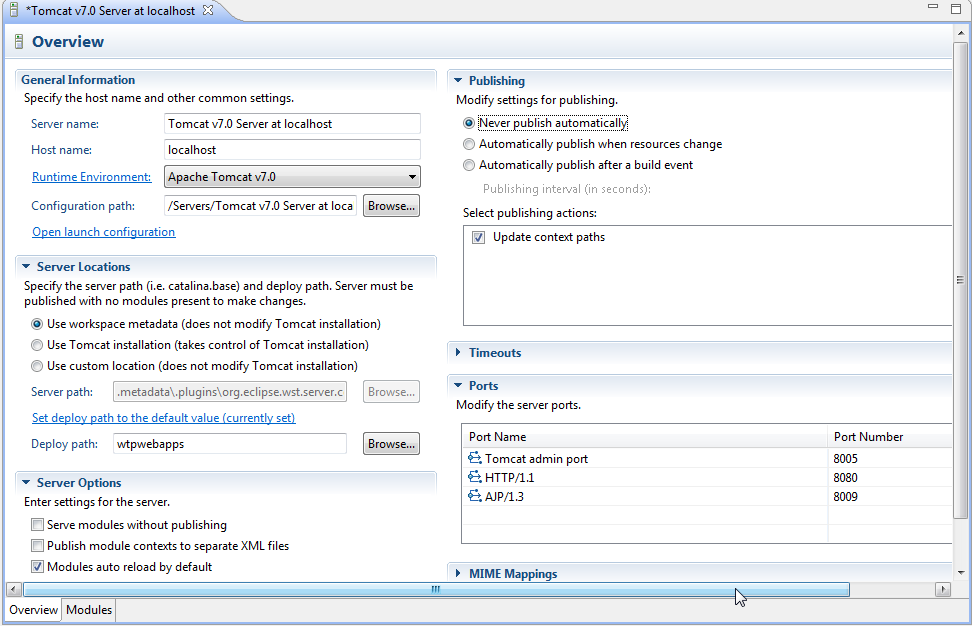 *Tomcat v7.0 Server at localhost
Overview
General Information
Specify the host name and other common settings.
Server name: Tomcat v7.0 Server at localhost
Host name: localhost
Runtime Environment: Apache Tomcat v7.0
Configuration path: /Servers/Tomcat v7.0 Server at loca Browse...
Open launch configuration
Server Locations
Specify the server path (i.e. catalina.base) and deploy path. Server must be
published with no modules present to make changes.
Use workspace metadata (does not modify Tomcat installation)
Use Tomcat installation (takes control of Tomcat installation)
Use custom location (does not modify Tomcat installation)
Server path: .metadata\.plugins\org.eclipse.wst.server.c Browse...
Set deploy path to the default value (currently set)
Deploy path: wtpwebapps Browse...
Server Options
Enter settings for the server.
Serve modules without publishing
Publish module contexts to separate XML files
Modules auto reload by default
Publishing
Modify settings for publishing.
Never publish automatically
Automatically publish when resources change
Automatically publish after a build event
Publishing interval (in seconds):
Select publishing actions:
Update context paths
Timeouts
Ports
Modify the server ports.
Port Name Port Number
Tomcat admin port 8005
HTTP/1.1 8080
AJP/1.3 8009
MIME Mappings
Overview Modules